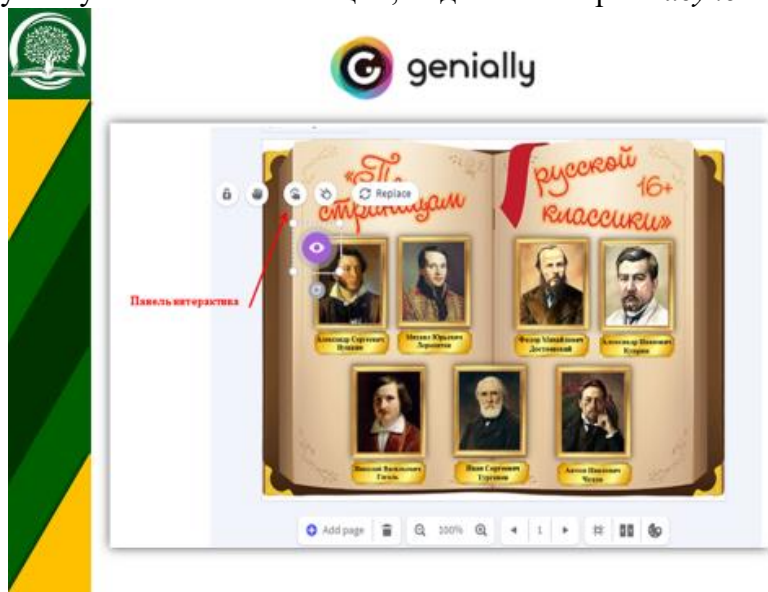 genially
Replace
«По
страницам
русской
16+
классики»
Панель интерактива
Александр Сергеевич
Пушкин
Михаил Юрьевич
Лермонтов
Федор Михайлович
Достоевский
Александр Иванович
Куприн
Николай Васильевич
Гоголь
Иван Сергеевич
Тургенев
Антон Павлович
Чехов
Add page
100%
1